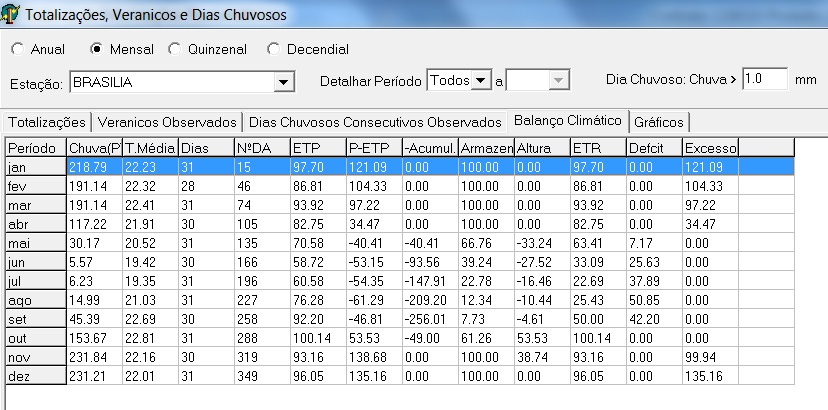 Totalizações, Veranicos e Dias Chuvosos
Anual Mensal Quinzenal Decendial
Estação: BRASILIA Detalhar Período Todos a Dia Chuvoso: Chuva > 1.0 mm
Totalizações Veranicos Observados Dias Chuvosos Consecutivos Observados Balanço Climático Gráficos
Período Chuva(P T.Média Dias NºDA ETP P-ETP -Acumul. Armazen Altura ETR Defcit Excesso
jan 218.79 22.23 31 15 97.70 121.09 0.00 100.00 0.00 97.70 0.00 121.09
fev 191.14 22.32 28 46 86.81 104.33 0.00 100.00 0.00 86.81 0.00 104.33
mar 191.14 22.41 31 74 93.92 97.22 0.00 100.00 0.00 93.92 0.00 97.22
abr 117.22 21.91 30 105 82.75 34.47 0.00 100.00 0.00 82.75 0.00 34.47
mai 30.17 20.52 31 135 70.58 -40.41 -40.41 66.76 -33.24 63.41 7.17 0.00
jun 5.57 19.42 30 166 58.72 -53.15 -93.56 39.24 -27.52 33.09 25.63 0.00
jul 6.23 19.35 31 196 60.58 -54.35 -147.91 22.78 -16.46 22.69 37.89 0.00
ago 14.99 21.03 31 227 76.28 -61.29 -209.20 12.34 -10.44 25.43 50.85 0.00
set 45.39 22.69 30 258 92.20 -46.81 -256.01 7.73 -4.61 50.00 42.20 0.00
out 153.67 22.81 31 288 100.14 53.53 -49.00 61.26 53.53 100.14 0.00 0.00
nov 231.84 22.16 30 319 93.16 138.68 0.00 100.00 38.74 93.16 0.00 99.94
dez 231.21 22.01 31 349 96.05 135.16 0.00 100.00 0.00 96.05 0.00 135.16